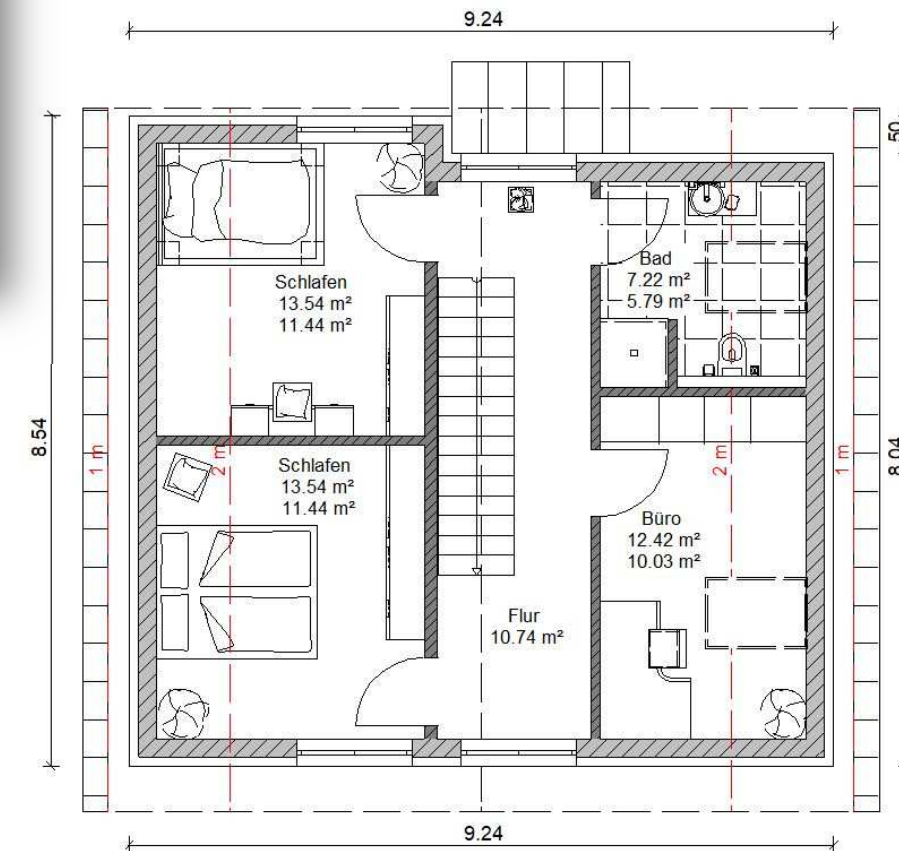 9.24
50
Schlafen
13.54 m²
11.44 m²
Bad
7.22 m²
5.79 m²
8.54
1 m
2 m
2 m
1 m
8.04
Schlafen
13.54 m²
11.44 m²
Büro
12.42 m²
10.03 m²
Flur
10.74 m²
9.24